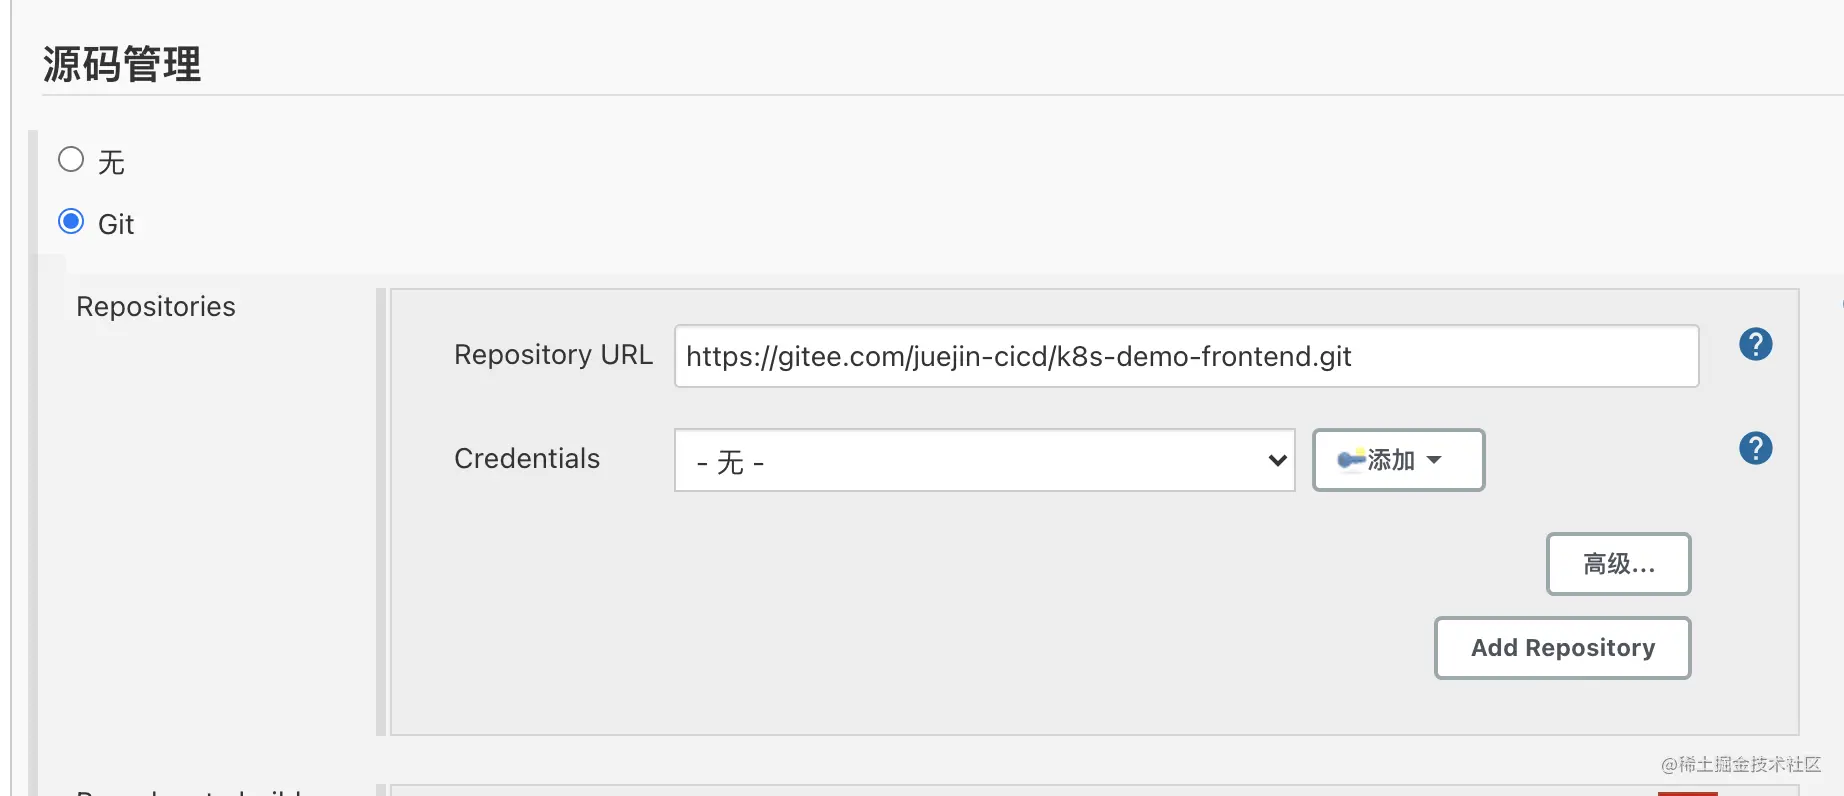 源码管理
无
Git
Repositories
Repository URL
https://gitee.com/juejin-cicd/k8s-demo-frontend.git
Credentials
- 无 -
添加
高级...
Add Repository
@稀土掘金技术社区